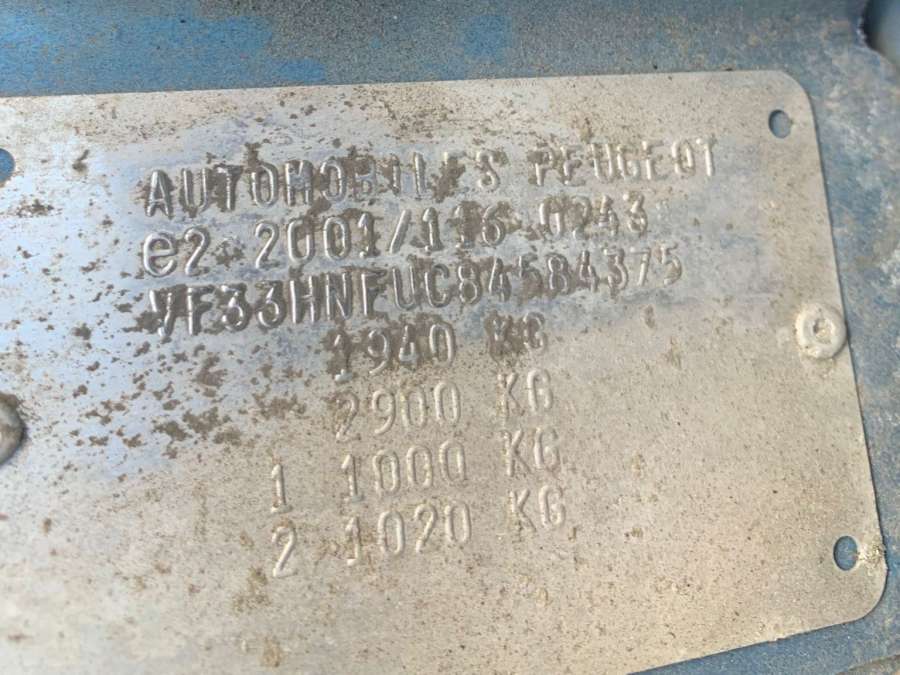 AUTOMOBILES PEUGEOT
e2 2001/116 0243
VF33HNFUC84584375
1940 KG
2900 KG
1 1000 KG
2 1020 KG